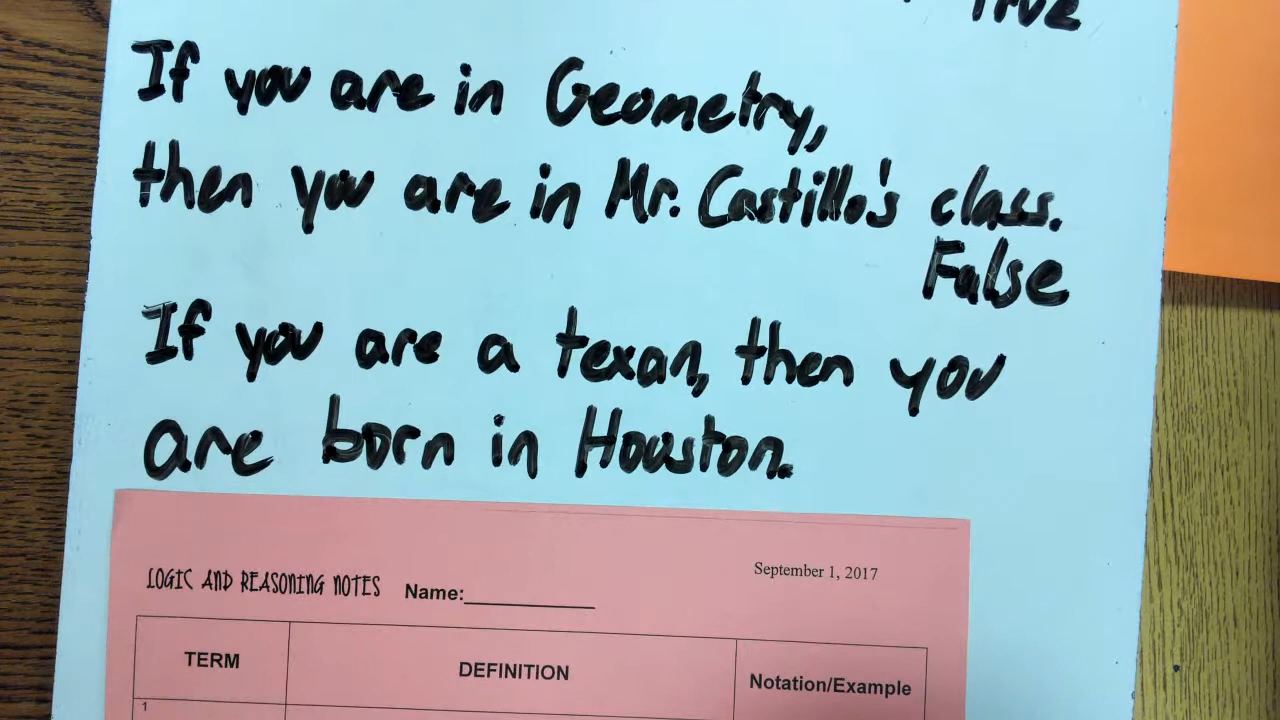 True
If you are in Geometry,
then you are in Mr. Castillo's class.
False
If you are a texan, then you
are born in Houston.
LOGIC AND REASONING NOTES Name:____________ September 1, 2017
TERM DEFINITION Notation/Example
1